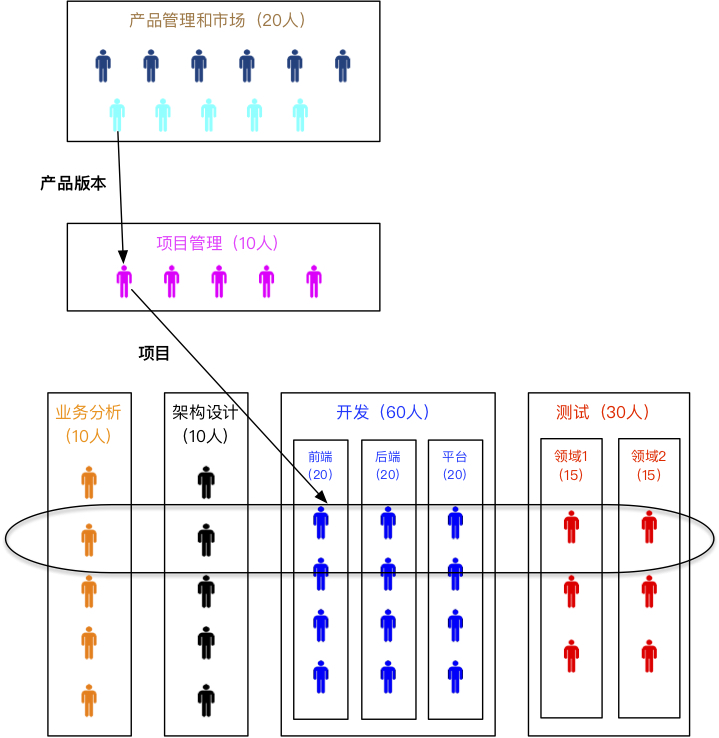 产品管理和市场（20人）
产品版本
项目管理（10人）
项目
业务分析
（10人）
架构设计
（10人）
开发（60人）
前端
（20）
后端
（20）
平台
（20）
测试（30人）
领域1
（15）
领域2
（15）